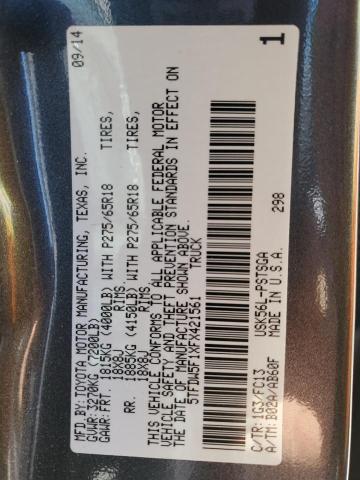 MFD. BY: TOYOTA MOTOR MANUFACTURING, TEXAS, INC. 09/14
GVWR: 3270KG (7200LB)
GAWR: FRT. 1815KG (4000LB) WITH P275/65R18 TIRES,
18X8J RIMS.
RR. 1885KG (4150LB) WITH P275/65R18 TIRES,
18X8J RIMS.
THIS VEHICLE CONFORMS TO ALL APPLICABLE FEDERAL MOTOR
VEHICLE SAFETY AND THEFT PREVENTION STANDARDS IN EFFECT ON
THE DATE OF MANUFACTURE SHOWN ABOVE.
5TFDW5F1XFX421561 TRUCK
298 1
C/TR: 1G3/FC13 USK56L-PSTSGA
A/TM: B02A/AB60F MADE IN U.S.A.